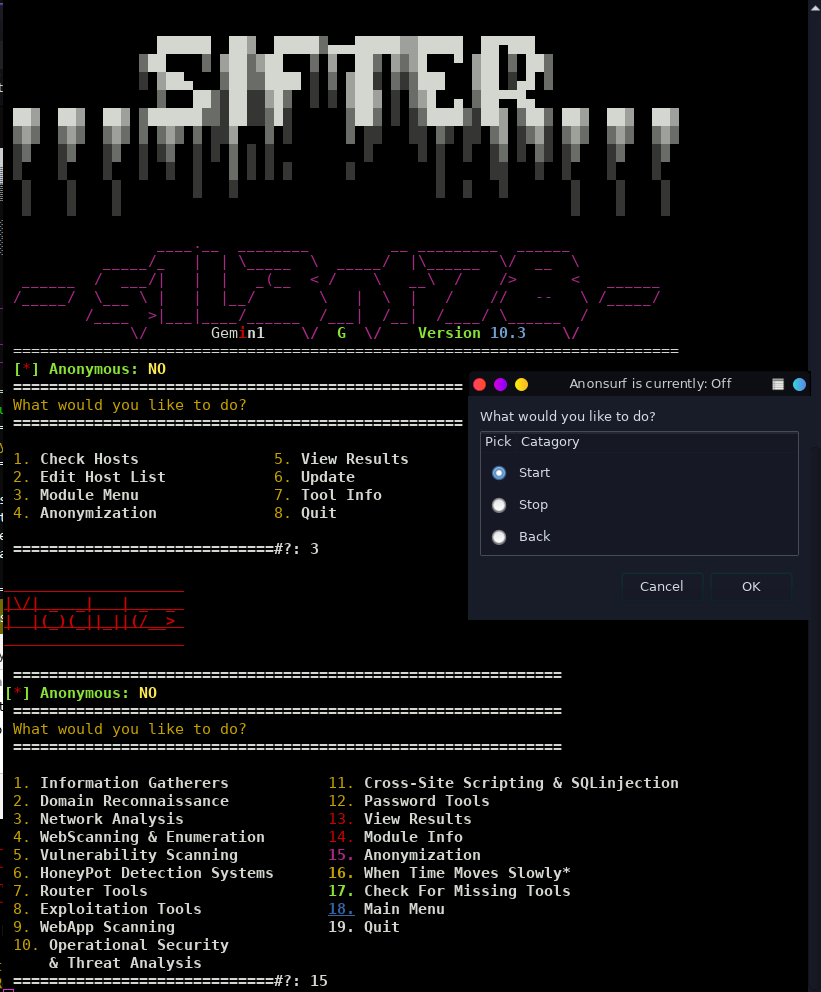 SIFTER
s1l3nt78
Gemin1 G Version 10.3
[*] Anonymous: NO
What would you like to do?
1. Check Hosts 5. View Results
2. Edit Host List 6. Update
3. Module Menu 7. Tool Info
4. Anonymization 8. Quit
#?: 3
Anonsurf is currently: Off
What would you like to do?
Pick Catagory
Start
Stop
Back
Cancel OK
Modules
[*] Anonymous: NO
What would you like to do?
1. Information Gatherers 11. Cross-Site Scripting & SQLinjection
2. Domain Reconnaissance 12. Password Tools
3. Network Analysis 13. View Results
4. WebScanning & Enumeration 14. Module Info
5. Vulnerability Scanning 15. Anonymization
6. HoneyPot Detection Systems 16. When Time Moves Slowly*
7. Router Tools 17. Check For Missing Tools
8. Exploitation Tools 18. Main Menu
9. WebApp Scanning 19. Quit
10. Operational Security
& Threat Analysis
#?: 15